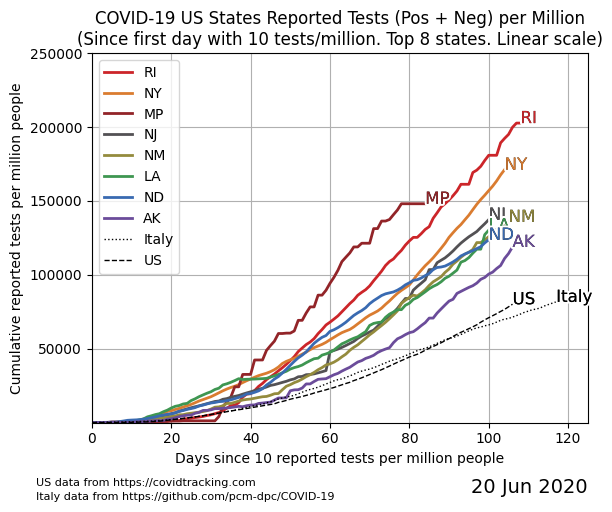 COVID-19 US States Reported Tests (Pos + Neg) per Million
(Since first day with 10 tests/million. Top 8 states. Linear scale)
Cumulative reported tests per million people
250000
200000
150000
100000
50000
RI
NY
MP
NJ
NM
LA
ND
AK
Italy
US
RI
NY
MP
NJ
NM
ND
AK
US
Italy
0
20
40
60
80
100
120
Days since 10 reported tests per million people
US data from https://covidtracking.com
Italy data from https://github.com/pcm-dpc/COVID-19
20 Jun 2020